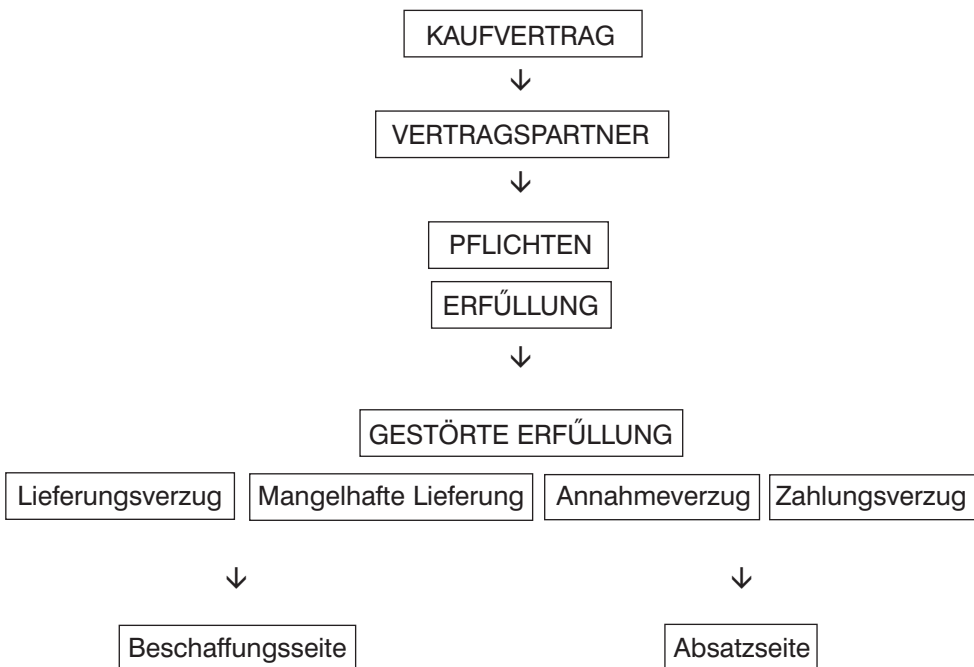 KAUFVERTRAG
VERTRAGSPARTNER
PFLICHTEN
ERFŰLLUNG
GESTÖRTE ERFŰLLUNG
Lieferungsverzug Mangelhafte Lieferung Annahmeverzug Zahlungsverzug
Beschaffungsseite Absatzseite